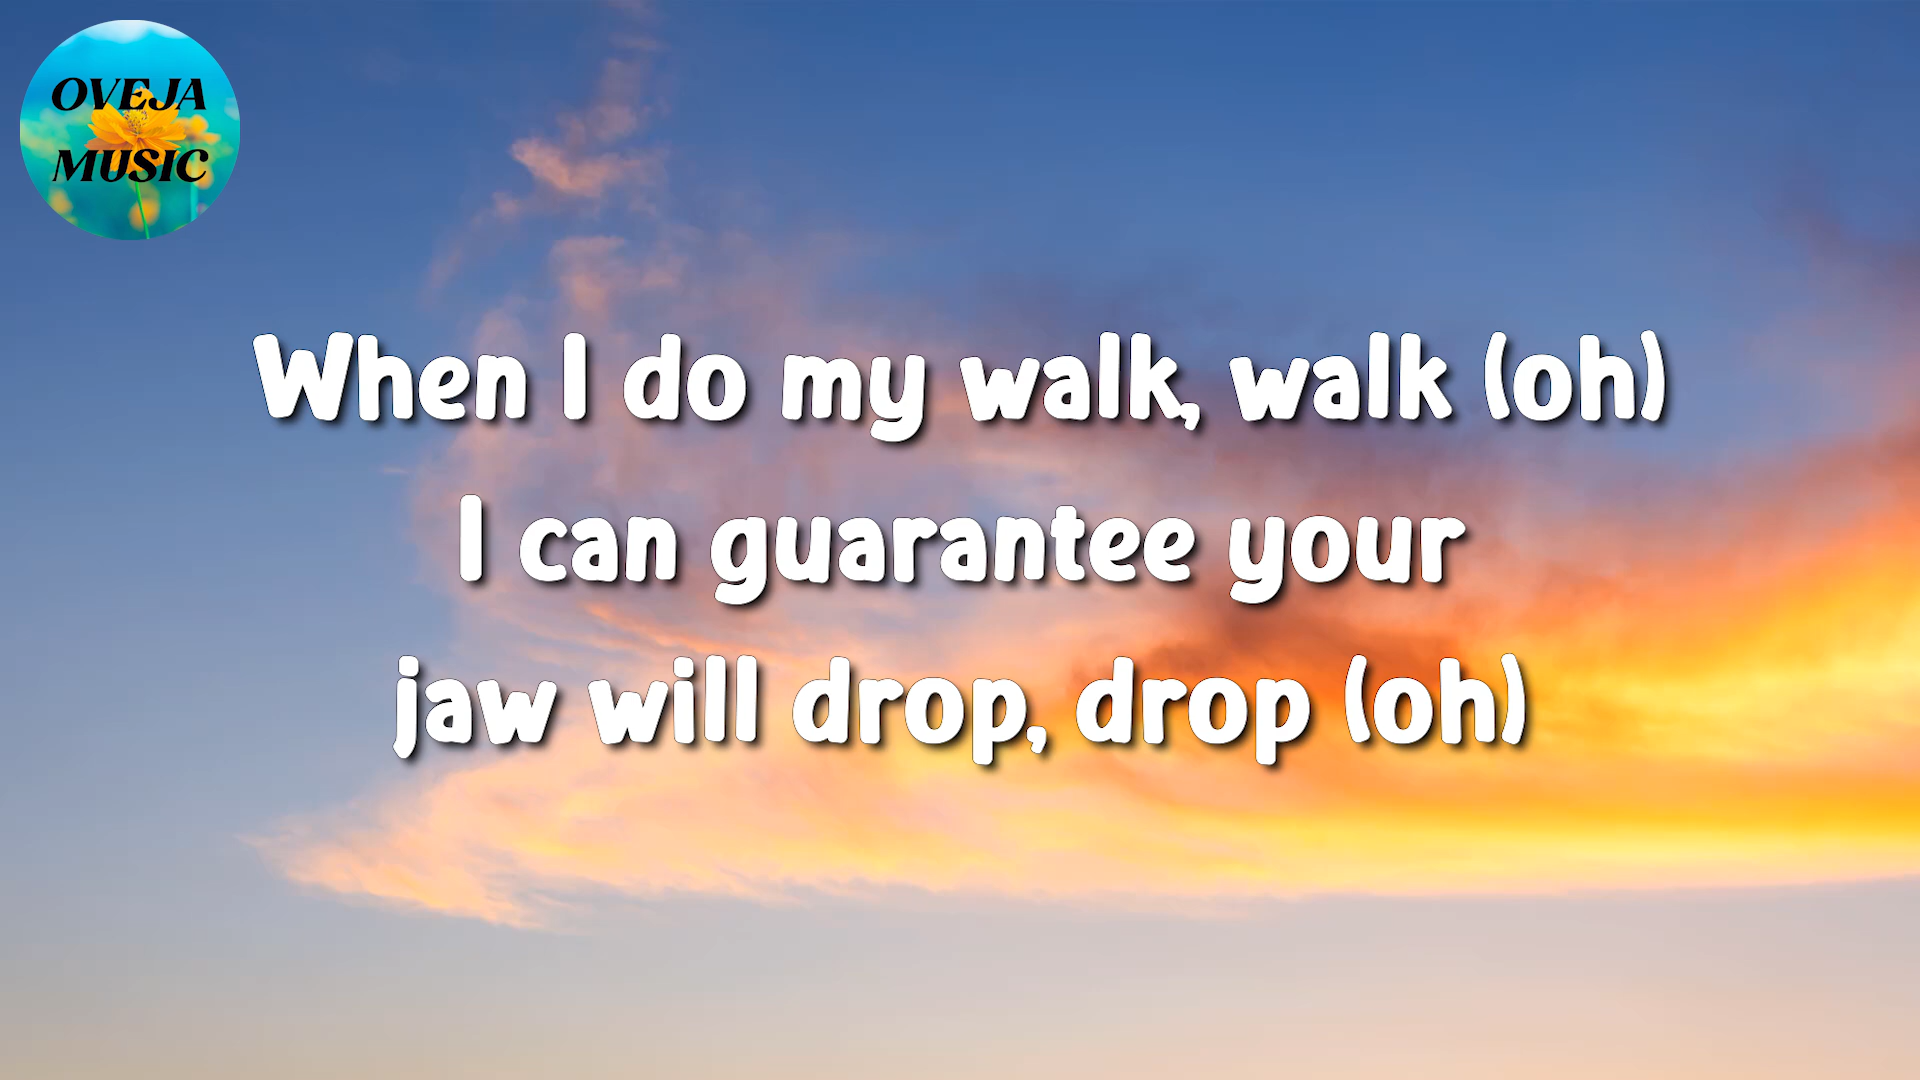 OVEJA
MUSIC
When I do my walk, walk (oh)
I can guarantee your
jaw will drop, drop (oh)